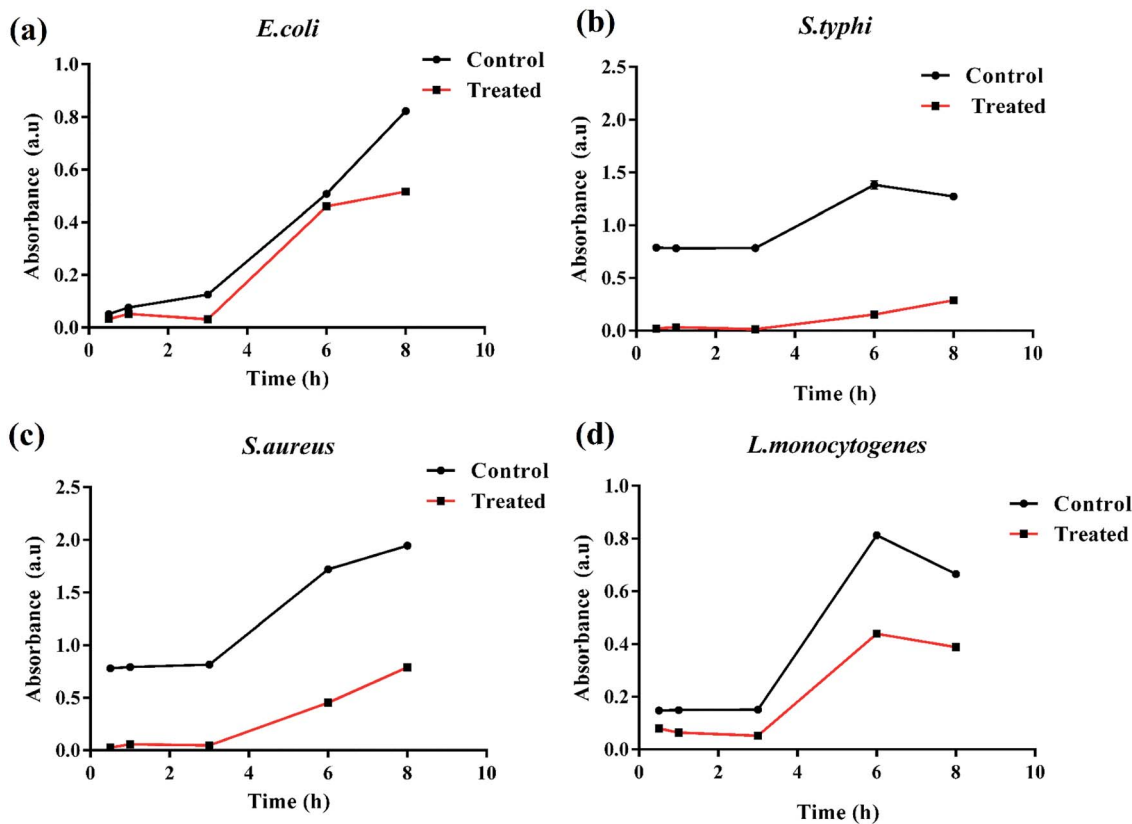 (a)
E.coli
Control
Treated
Absorbance (a.u)
1.0
0.8
0.6
0.4
0.2
0.0
0 2 4 6 8 10
Time (h)
(b)
S.typhi
Control
Treated
Absorbance (a.u)
2.5
2.0
1.5
1.0
0.5
0.0
0 2 4 6 8 10
Time (h)
(c)
S.aureus
Control
Treated
Absorbance (a.u)
2.5
2.0
1.5
1.0
0.5
0.0
0 2 4 6 8 10
Time (h)
(d)
L.monocytogenes
Control
Treated
Absorbance (a.u)
1.0
0.8
0.6
0.4
0.2
0.0
0 2 4 6 8 10
Time (h)